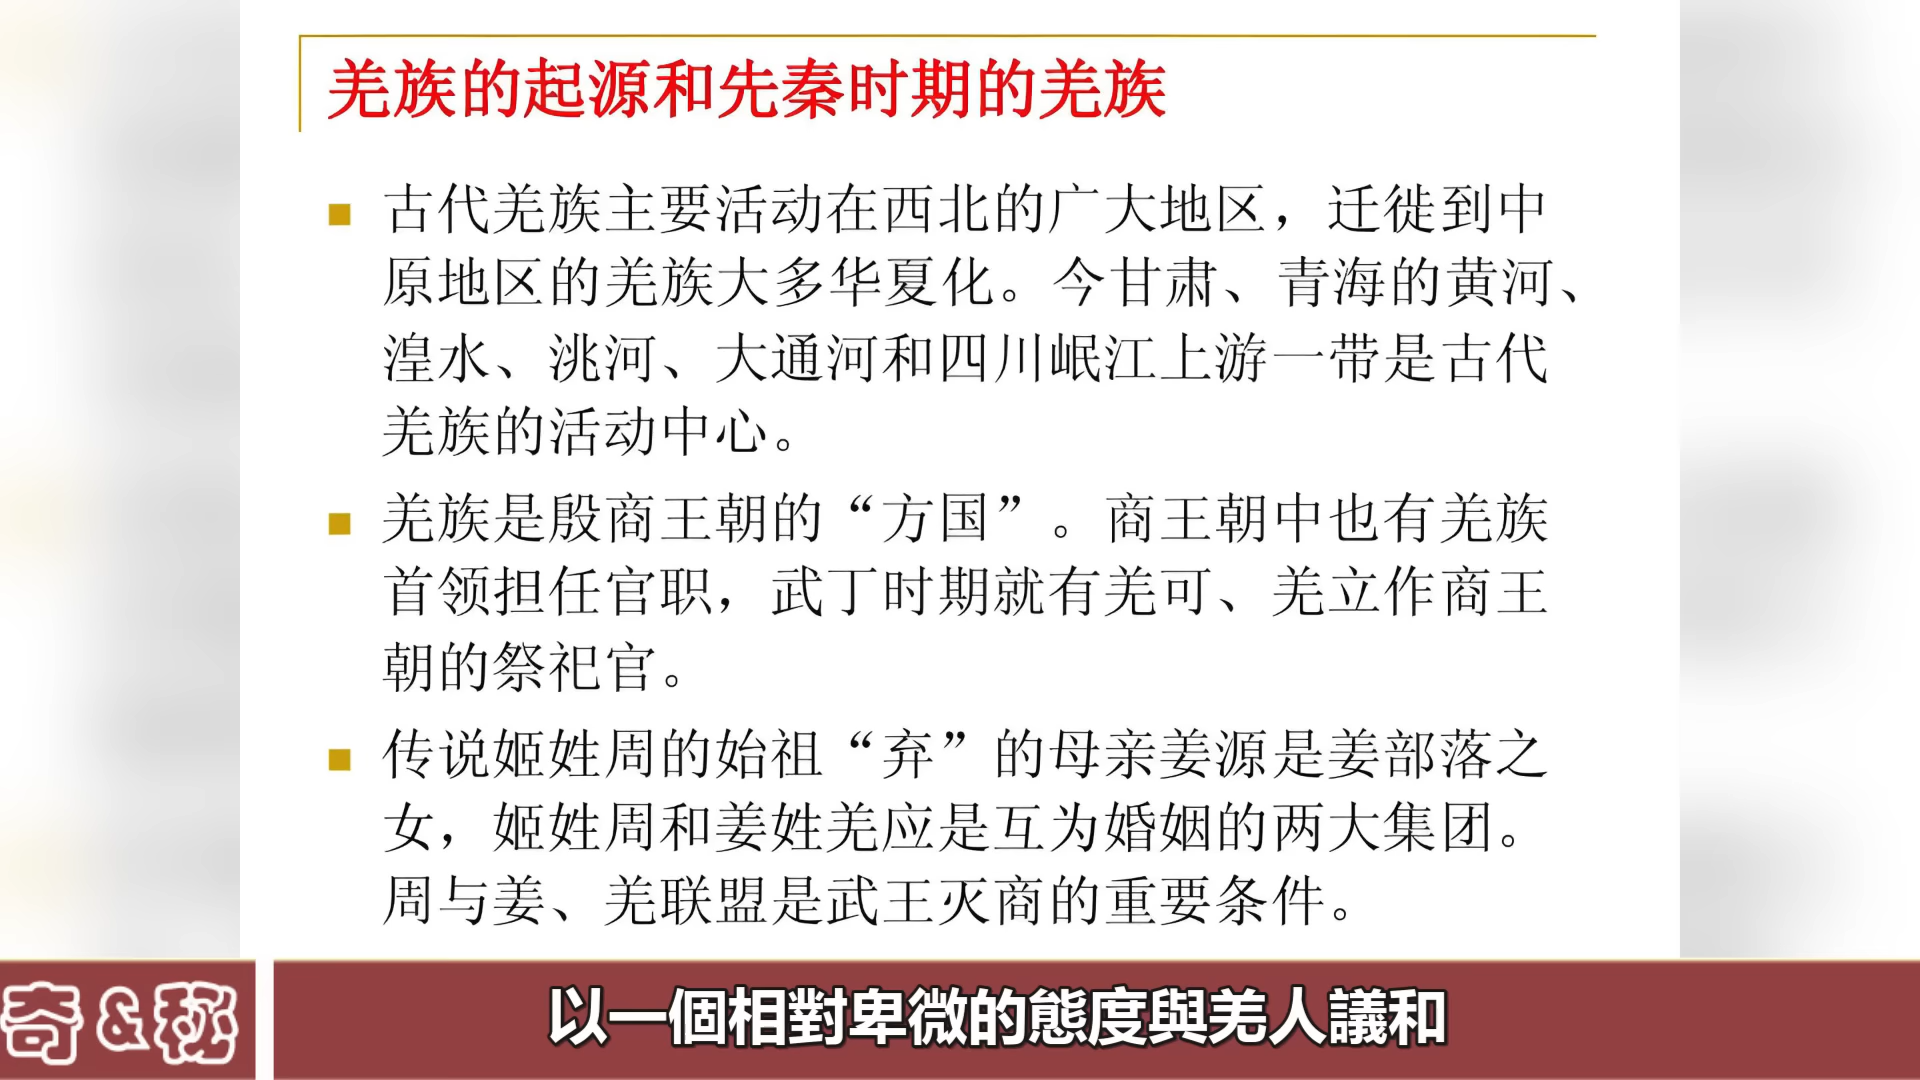 羌族的起源和先秦时期的羌族
古代羌族主要活动在西北的广大地区，迁徙到中
原地区的羌族大多华夏化。今甘肃、青海的黄河、
湟水、洮河、大通河和四川岷江上游一带是古代
羌族的活动中心。
羌族是殷商王朝的“方国”。商王朝中也有羌族
首领担任官职，武丁时期就有羌可、羌立作商王
朝的祭祀官。
传说姬姓周的始祖“弃”的母亲姜源是姜部落之
女，姬姓周和姜姓羌应是互为婚姻的两大集团。
周与姜、羌联盟是武王灭商的重要条件。
奇&秘
以一個相對卑微的態度與羌人議和